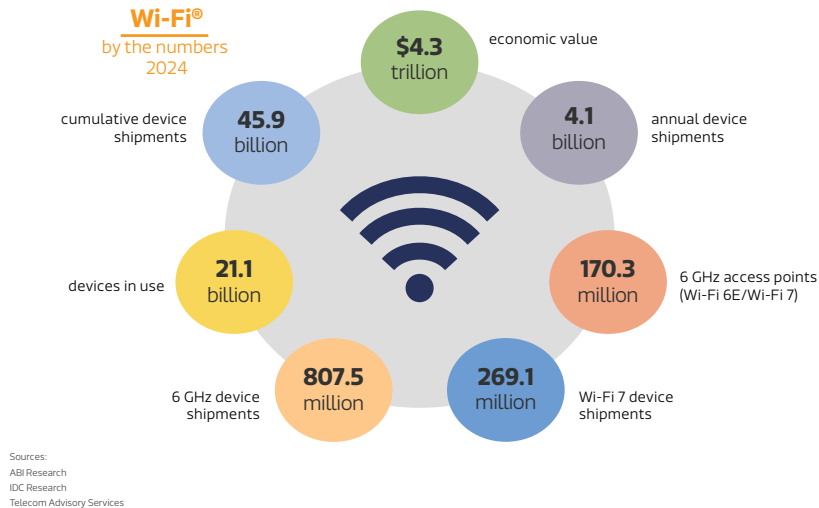 Wi-Fi®
by the numbers
2024
$4.3
trillion
economic value
4.1
billion
annual device
shipments
170.3
million
6 GHz access points
(Wi-Fi 6E/Wi-Fi 7)
269.1
million
Wi-Fi 7 device
shipments
807.5
million
6 GHz device
shipments
21.1
billion
devices in use
45.9
billion
cumulative device
shipments
Sources:
ABI Research
IDC Research
Telecom Advisory Services